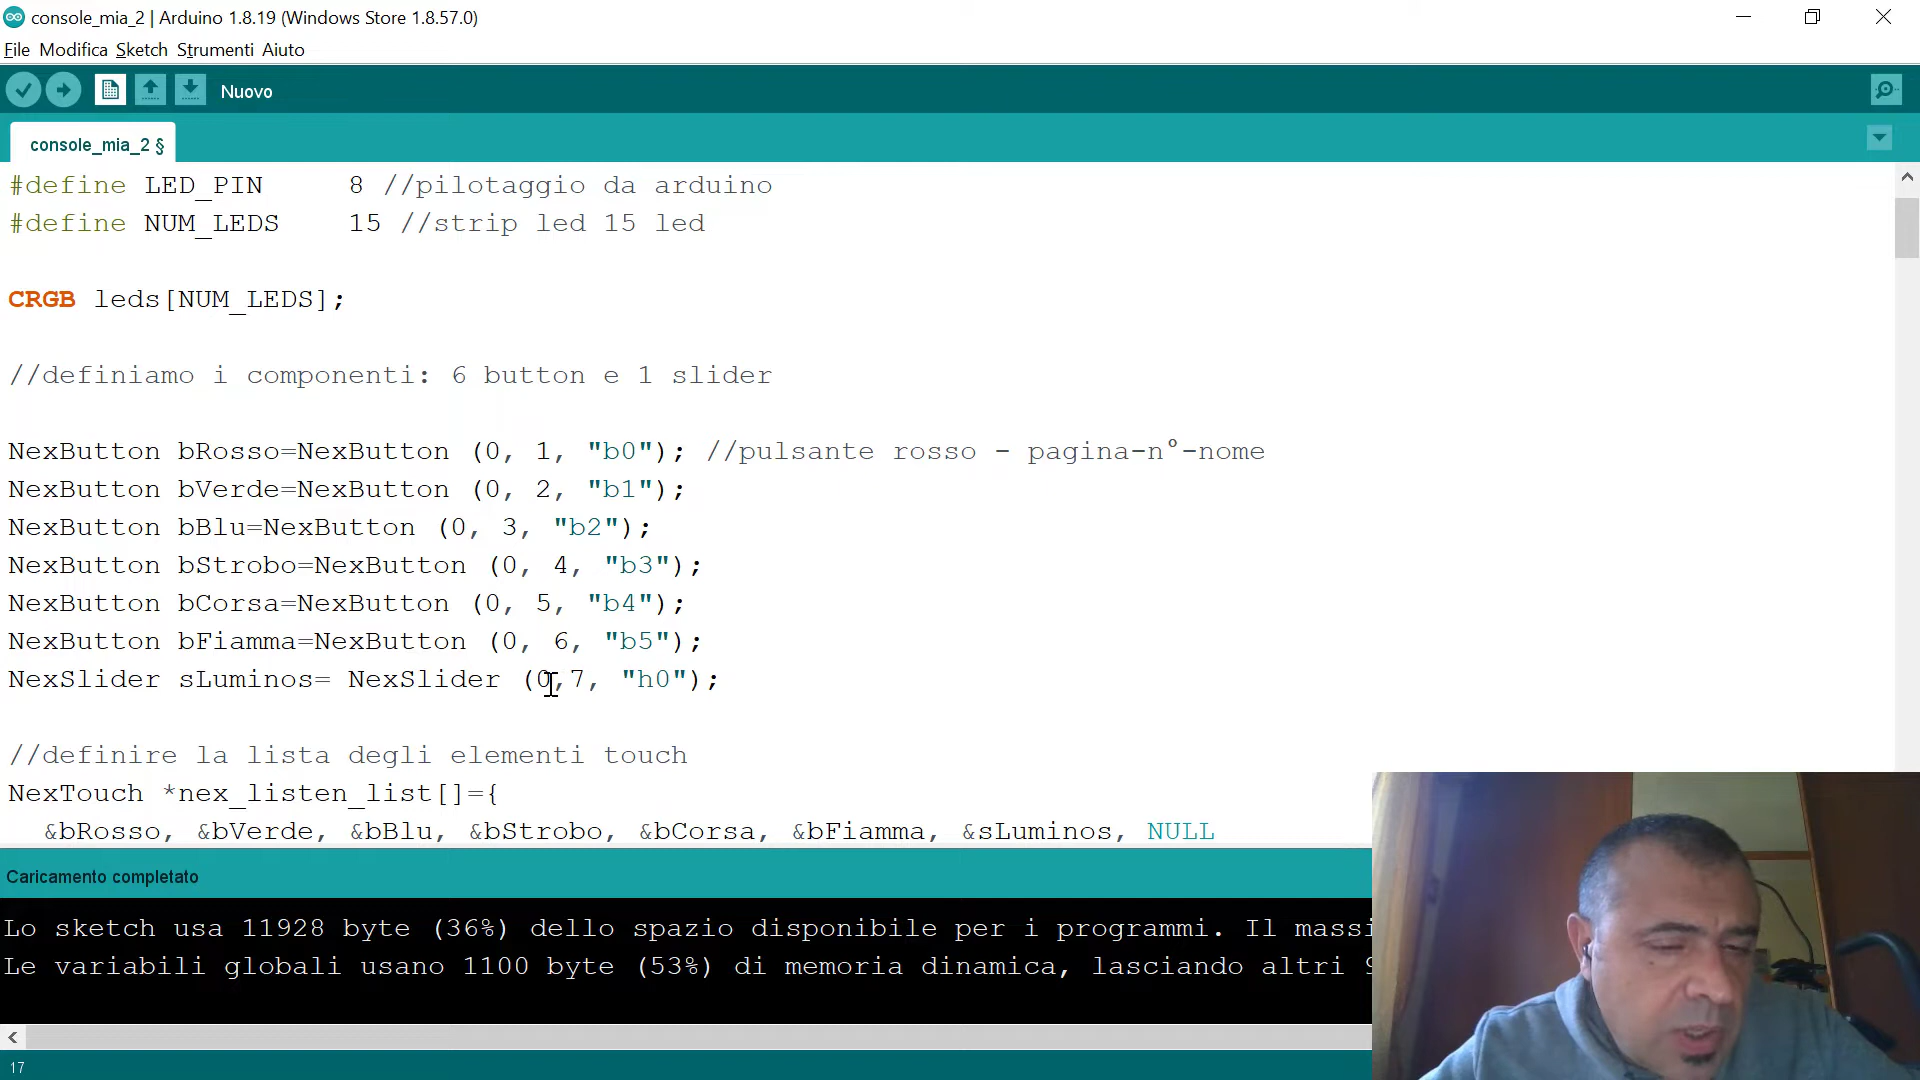 console_mia_2 | Arduino 1.8.19 (Windows Store 1.8.57.0)
File Modifica Sketch Strumenti Aiuto
Nuovo
console_mia_2 §
#define LED_PIN     8 //pilotaggio da arduino
#define NUM_LEDS    15 //strip led 15 led
CRGB leds[NUM_LEDS];
//definiamo i componenti: 6 button e 1 slider
NexButton bRosso=NexButton (0, 1, "b0"); //pulsante rosso - pagina-n°-nome
NexButton bVerde=NexButton (0, 2, "b1");
NexButton bBlu=NexButton (0, 3, "b2");
NexButton bStrobo=NexButton (0, 4, "b3");
NexButton bCorsa=NexButton (0, 5, "b4");
NexButton bFiamma=NexButton (0, 6, "b5");
NexSlider sLuminos= NexSlider (0,7, "h0");
//definire la lista degli elementi touch
NexTouch *nex_listen_list[]={
&bRosso, &bVerde, &bBlu, &bStrobo, &bCorsa, &bFiamma, &sLuminos, NULL
Caricamento completato
Lo sketch usa 11928 byte (36%) dello spazio disponibile per i programmi. Il massi
Le variabili globali usano 1100 byte (53%) di memoria dinamica, lasciando altri 9
17